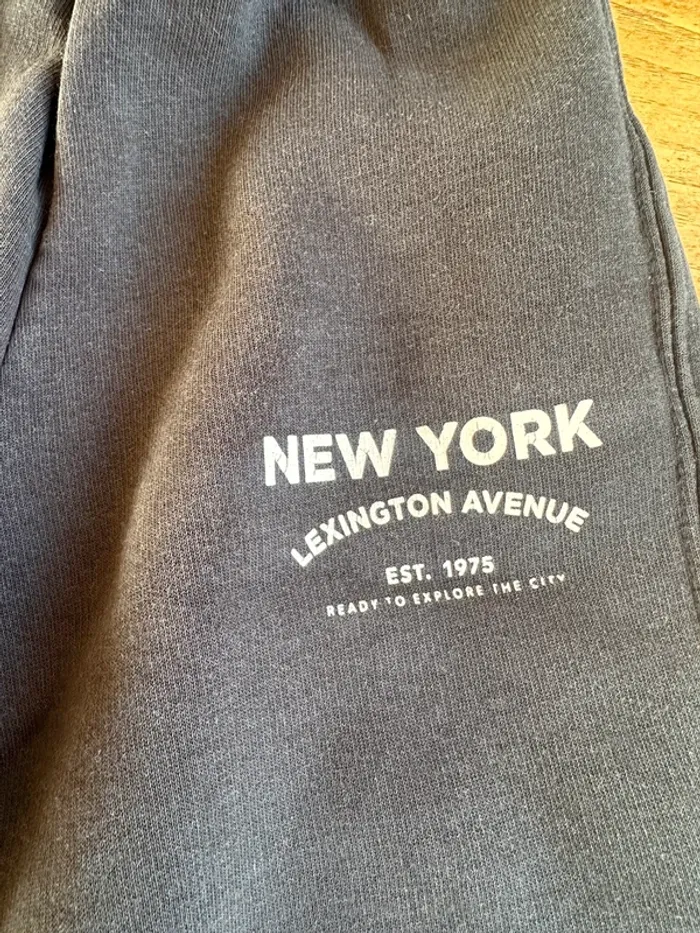 NEW YORK
LEXINGTON AVENUE
EST. 1975
READY TO EXPLORE THE CITY